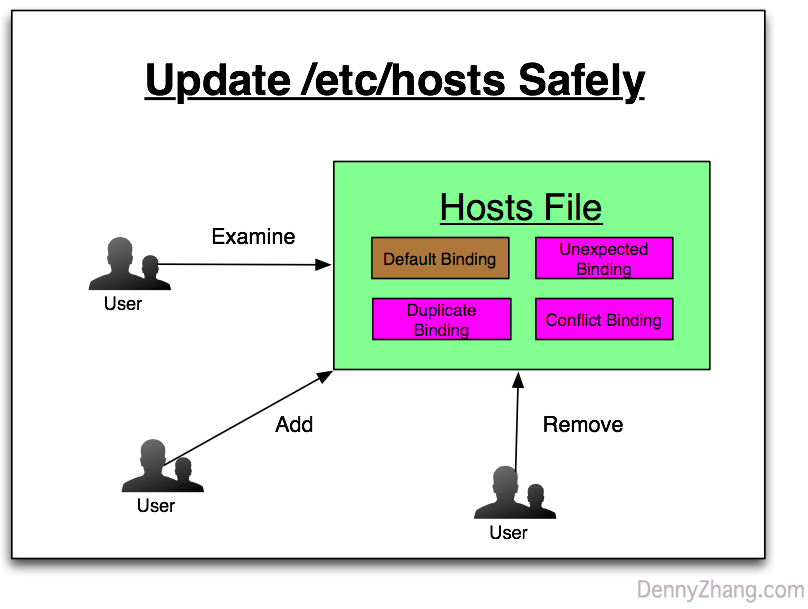 Update /etc/hosts Safely
Hosts File
Examine
Default Binding
Unexpected
Binding
User
Duplicate
Binding
Conflict Binding
Add
Remove
User
User
DennyZhang.com